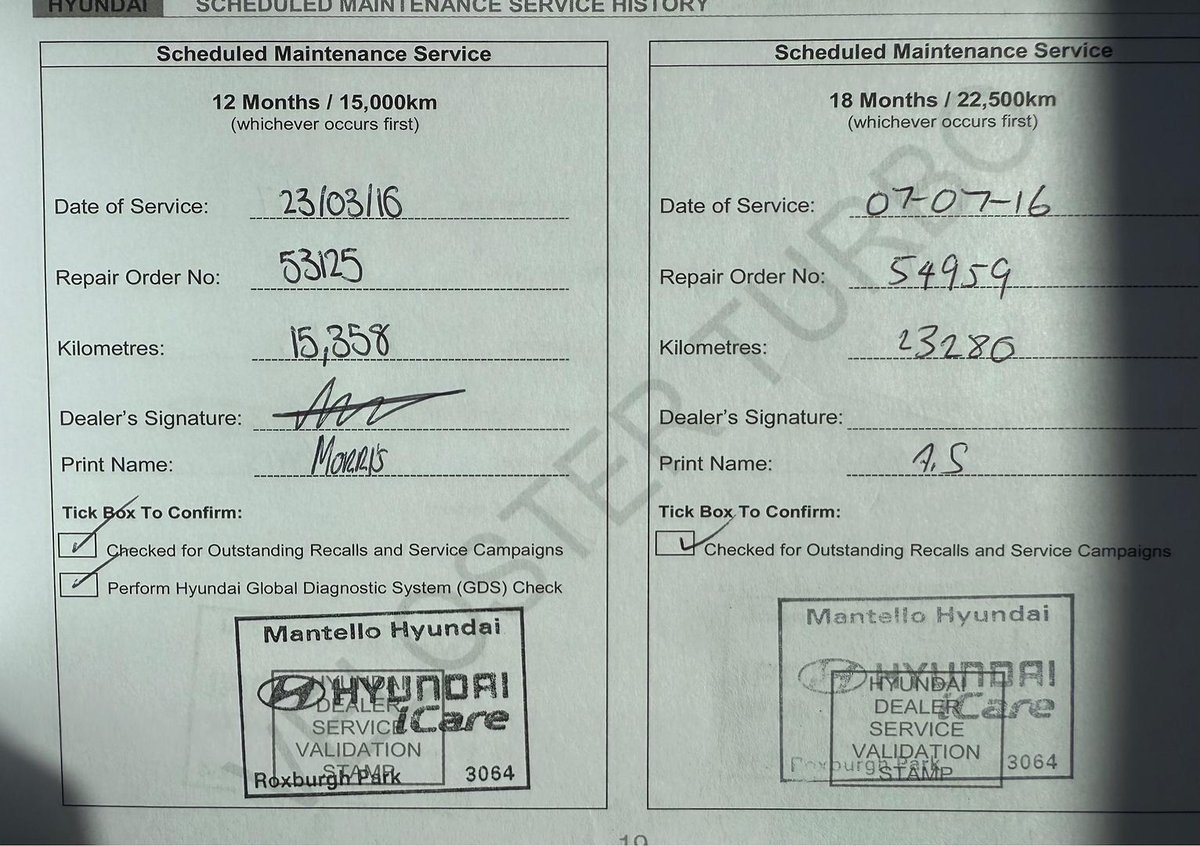 HYUNDAI SCHEDULED MAINTENANCE SERVICE HISTORY
Scheduled Maintenance Service
12 Months / 15,000km
(whichever occurs first)
Date of Service: 23/03/16
Repair Order No: 53125
Kilometres: 15,358
Dealer's Signature:
Print Name: MORRIS
Tick Box To Confirm:
Checked for Outstanding Recalls and Service Campaigns
Perform Hyundai Global Diagnostic System (GDS) Check
Mantello Hyundai
HYUNDAI
iCare
HYUNDAI
DEALER
SERVICE
VALIDATION
STAMP
Roxburgh Park 3064
Scheduled Maintenance Service
18 Months / 22,500km
(whichever occurs first)
Date of Service: 07-07-16
Repair Order No: 54959
Kilometres: 23280
Dealer's Signature:
Print Name: A.S
Tick Box To Confirm:
Checked for Outstanding Recalls and Service Campaigns
Mantello Hyundai
HYUNDAI
iCare
HYUNDAI
DEALER
SERVICE
VALIDATION
STAMP
Roxburgh Park 3064
VELOSTER TURBO
19